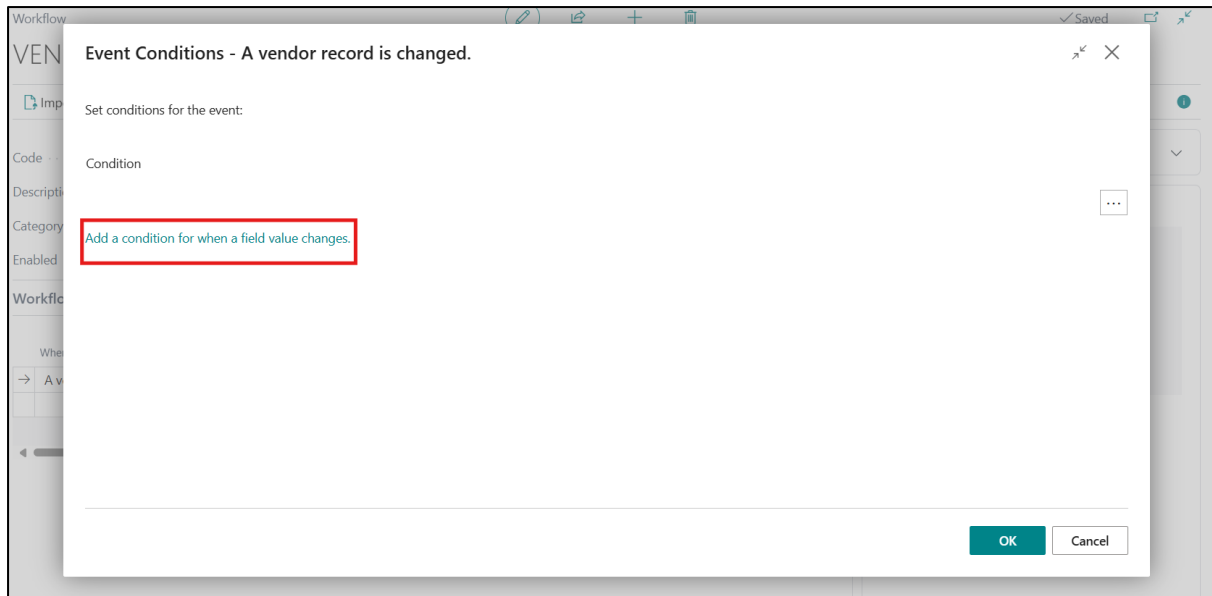 Workflow
Saved
VEN
Event Conditions - A vendor record is changed.
Imp
Set conditions for the event:
Code
Condition
Descripti
...
Category
Add a condition for when a field value changes.
Enabled
Workflo
Whe
A v
OK
Cancel